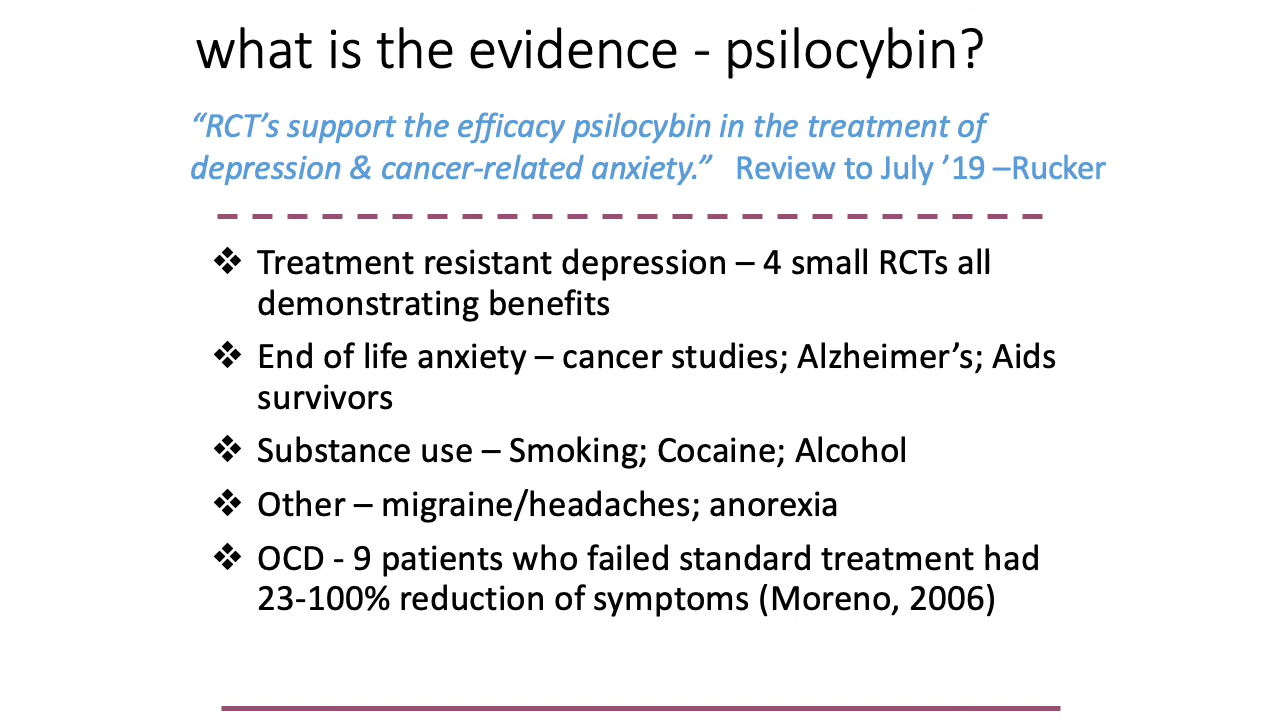 what is the evidence - psilocybin?
“RCT’s support the efficacy psilocybin in the treatment of
depression & cancer-related anxiety.” Review to July ’19 –Rucker
❖ Treatment resistant depression – 4 small RCTs all
demonstrating benefits
❖ End of life anxiety – cancer studies; Alzheimer’s; Aids
survivors
❖ Substance use – Smoking; Cocaine; Alcohol
❖ Other – migraine/headaches; anorexia
❖ OCD - 9 patients who failed standard treatment had
23-100% reduction of symptoms (Moreno, 2006)